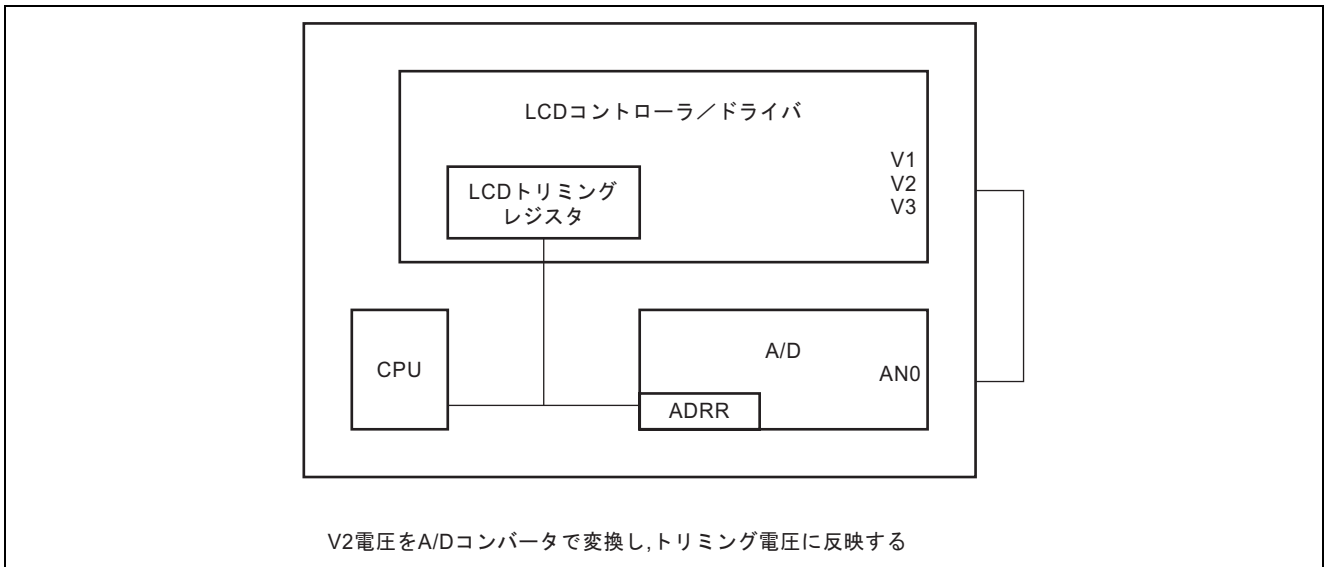 LCDコントローラ／ドライバ
V1
V2
V3
LCDトリミング
レジスタ
CPU
A/D
AN0
ADRR
V2電圧をA/Dコンバータで変換し,トリミング電圧に反映する